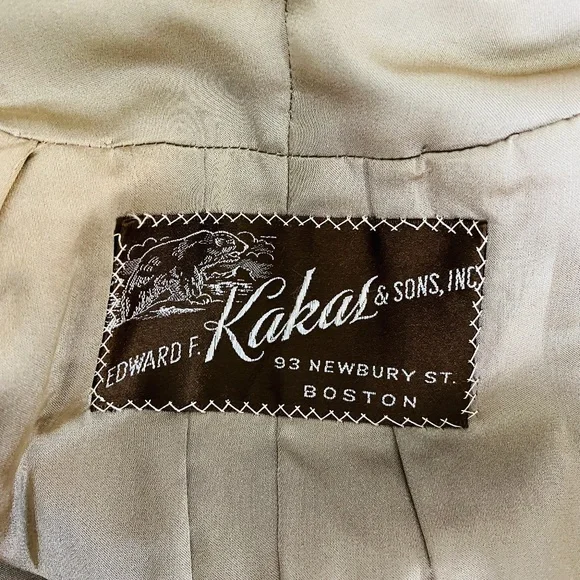 EDWARD F. Kakas & SONS, INC
93 NEWBURY ST.
BOSTON